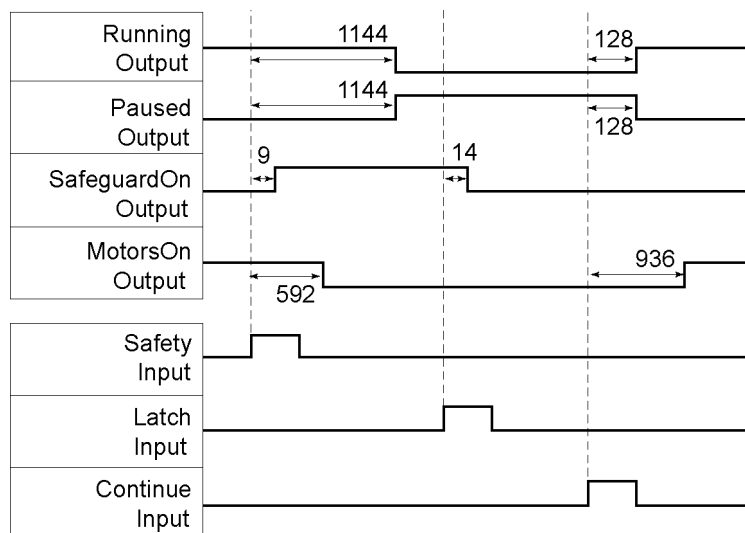 Running
Output
1144
128
Paused
Output
1144
128
SafeguardOn
Output
9
14
MotorsOn
Output
592
936
Safety
Input
Latch
Input
Continue
Input